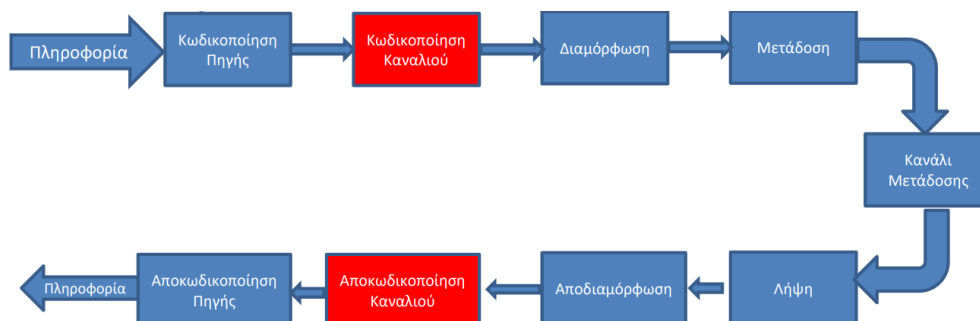 Πληροφορία
Κωδικοποίηση
Πηγής
Κωδικοποίηση
Καναλιού
Διαμόρφωση
Μετάδοση
Κανάλι
Μετάδοσης
Λήψη
Αποδιαμόρφωση
Αποκωδικοποίηση
Καναλιού
Αποκωδικοποίηση
Πηγής
Πληροφορία